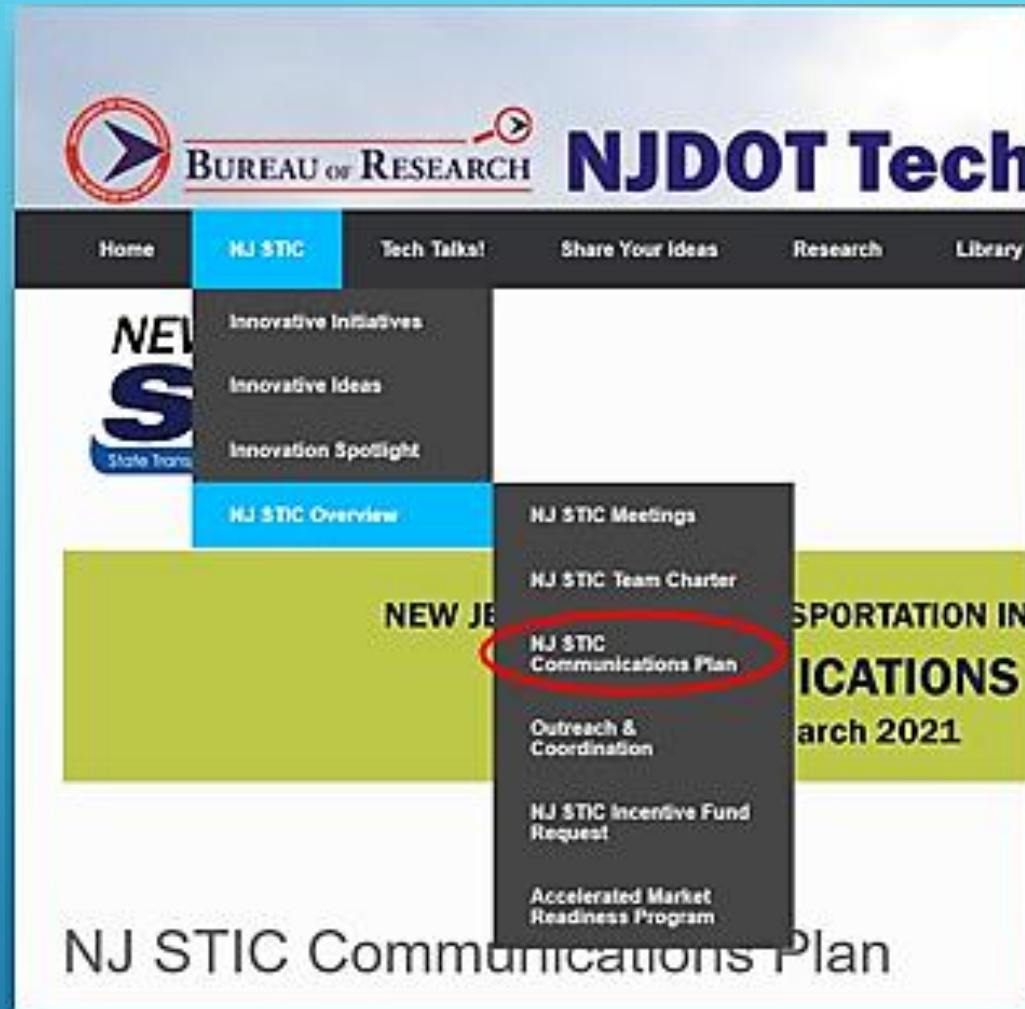 BUREAU OF RESEARCH
NJDOT Tech
Home NJ STIC Tech Talks! Share Your Ideas Research Library
NEW
Innovative Initiatives
Innovative Ideas
S
Innovation Spotlight
State Trans
NJ STIC Overview
NJ STIC Meetings
NJ STIC Team Charter
NEW JE SPORTATION IN
NJ STIC
Communications Plan
ICATIONS
Outreach &
Coordination
arch 2021
NJ STIC Incentive Fund
Request
Accelerated Market
Readiness Program
NJ STIC Communications Plan